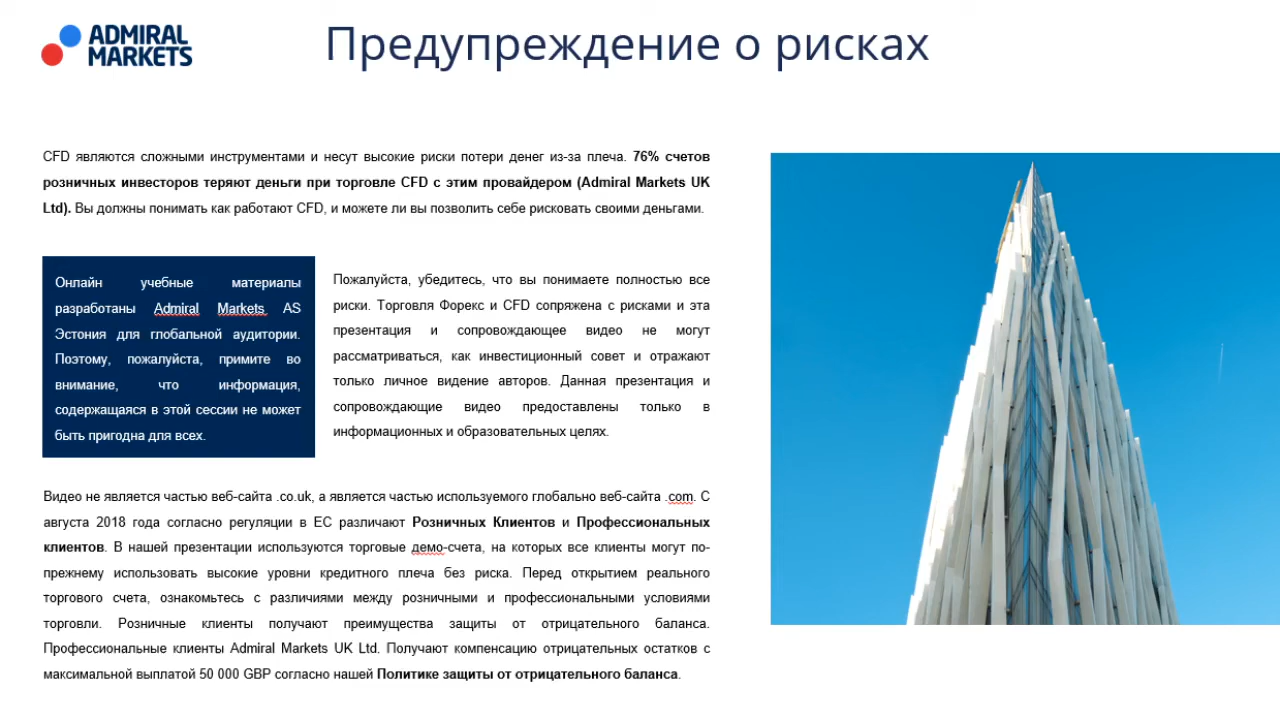 ADMIRAL
MARKETS
Предупреждение о рисках
CFD являются сложными инструментами и несут высокие риски потери денег из-за плеча. 76% счетов
розничных инвесторов теряют деньги при торговле CFD с этим провайдером (Admiral Markets UK
Ltd). Вы должны понимать как работают CFD, и можете ли вы позволить себе рисковать своими деньгами.
Онлайн учебные материалы
разработаны Admiral Markets AS
Эстония для глобальной аудитории.
Поэтому, пожалуйста, примите во
внимание, что информация,
содержащаяся в этой сессии не может
быть пригодна для всех.
Пожалуйста, убедитесь, что вы понимаете полностью все
риски. Торговля Форекс и CFD сопряжена с рисками и эта
презентация и сопровождающее видео не могут
рассматриваться, как инвестиционный совет и отражают
только личное видение авторов. Данная презентация и
сопровождающие видео предоставлены только в
информационных и образовательных целях.
Видео не является частью веб-сайта .co.uk, а является частью используемого глобально веб-сайта .com. С
августа 2018 года согласно регуляции в ЕС различают Розничных Клиентов и Профессиональных
клиентов. В нашей презентации используются торговые демо-счета, на которых все клиенты могут по-
прежнему использовать высокие уровни кредитного плеча без риска. Перед открытием реального
торгового счета, ознакомьтесь с различиями между розничными и профессиональными условиями
торговли. Розничные клиенты получают преимущества защиты от отрицательного баланса.
Профессиональные клиенты Admiral Markets UK Ltd. Получают компенсацию отрицательных остатков с
максимальной выплатой 50 000 GBP согласно нашей Политике защиты от отрицательного баланса.